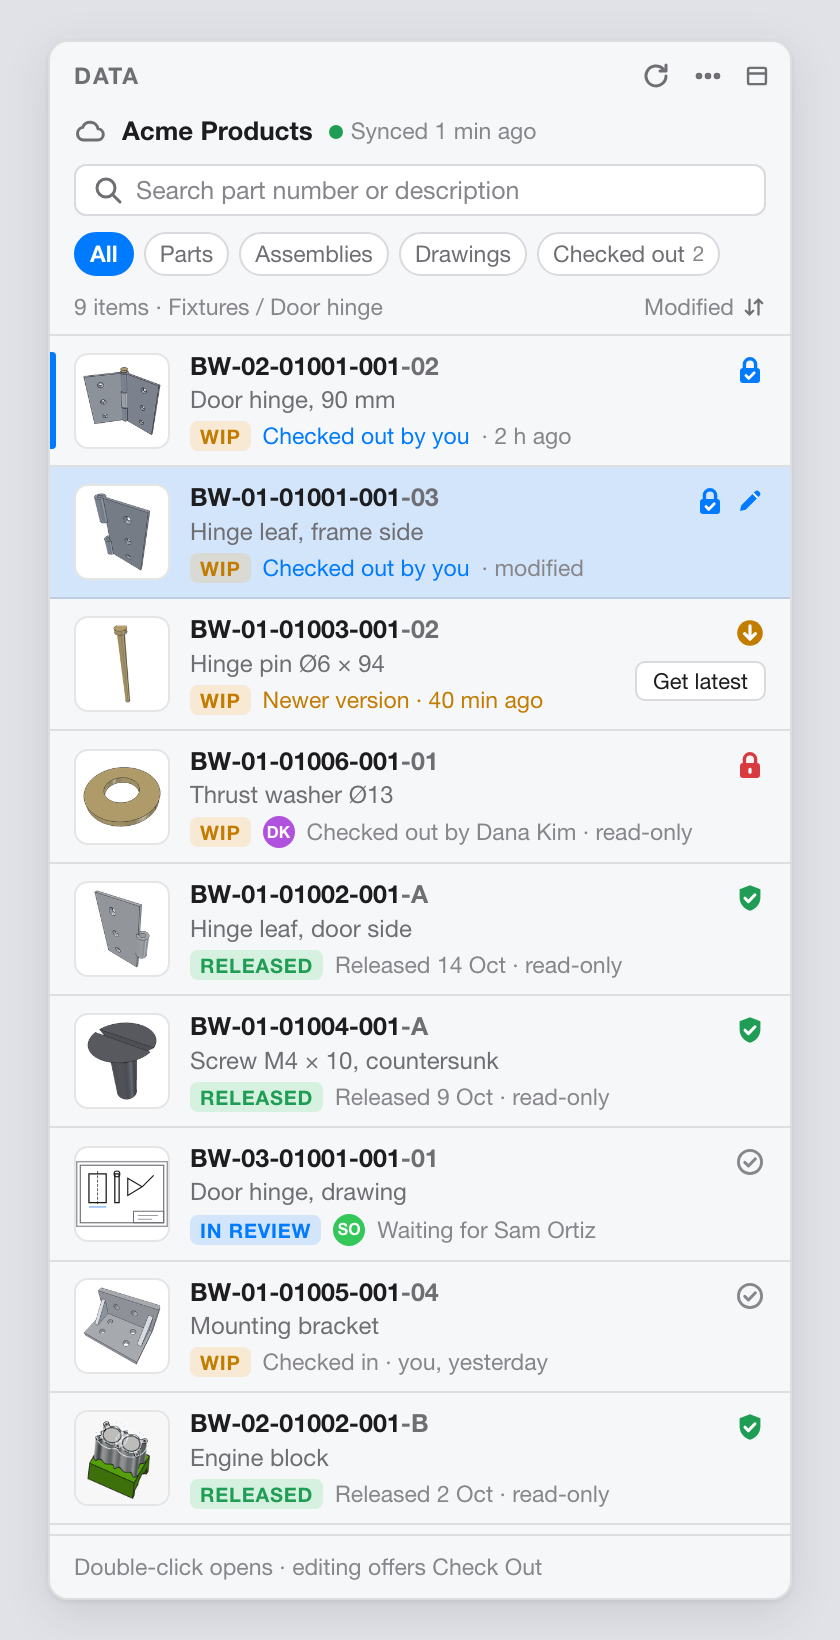 DATA
Acme Products Synced 1 min ago
Search part number or description
All Parts Assemblies Drawings Checked out 2
9 items · Fixtures / Door hinge Modified
BW-02-01001-001-02
Door hinge, 90 mm
WIP Checked out by you · 2 h ago
BW-01-01001-001-03
Hinge leaf, frame side
WIP Checked out by you · modified
BW-01-01003-001-02
Hinge pin Ø6 × 94
Get latest
WIP Newer version · 40 min ago
BW-01-01006-001-01
Thrust washer Ø13
WIP DK Checked out by Dana Kim · read-only
BW-01-01002-001-A
Hinge leaf, door side
RELEASED Released 14 Oct · read-only
BW-01-01004-001-A
Screw M4 × 10, countersunk
RELEASED Released 9 Oct · read-only
BW-03-01001-001-01
Door hinge, drawing
IN REVIEW SO Waiting for Sam Ortiz
BW-01-01005-001-04
Mounting bracket
WIP Checked in · you, yesterday
BW-02-01002-001-B
Engine block
RELEASED Released 2 Oct · read-only
Double-click opens · editing offers Check Out